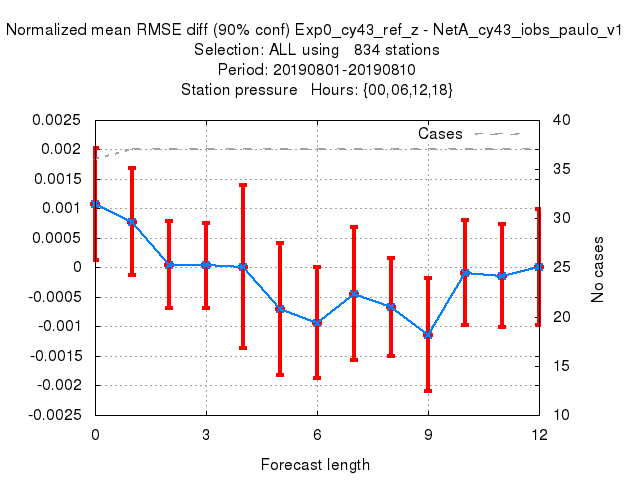 Normalized mean RMSE diff (90% conf) Exp0_cy43_ref_z - NetA_cy43_iobs_paulo_v1
Selection: ALL using 834 stations
Period: 20190801-20190810
Station pressure Hours: {00,06,12,18}
Cases
0.0025
0.002
0.0015
0.001
0.0005
0
-0.0005
-0.001
-0.0015
-0.002
-0.0025
40
35
30
25
20
15
10
No cases
0 3 6 9 12
Forecast length